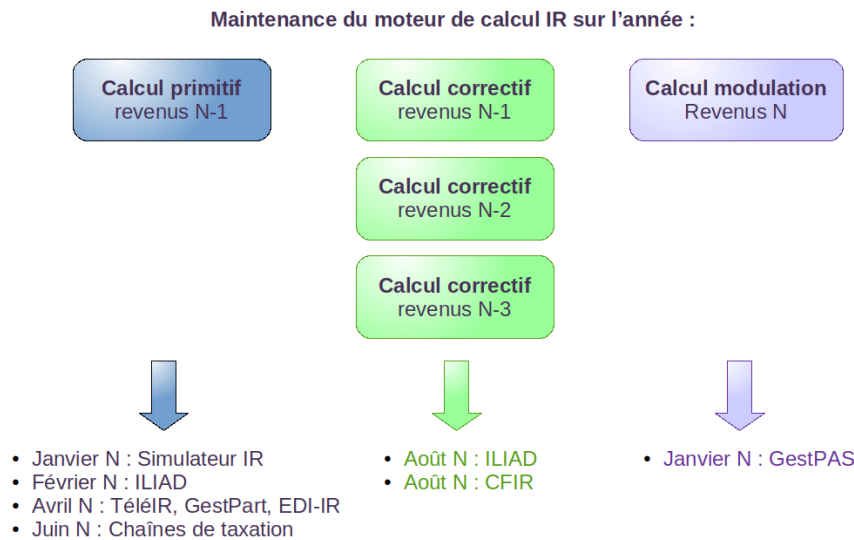 Maintenance du moteur de calcul IR sur l’année :
Calcul primitif
revenus N-1
Calcul correctif
revenus N-1
Calcul modulation
Revenus N
Calcul correctif
revenus N-2
Calcul correctif
revenus N-3
• Janvier N : Simulateur IR
• Février N : ILIAD
• Avril N : TéléIR, GestPart, EDI-IR
• Juin N : Chaînes de taxation
• Août N : ILIAD
• Août N : CFIR
• Janvier N : GestPAS